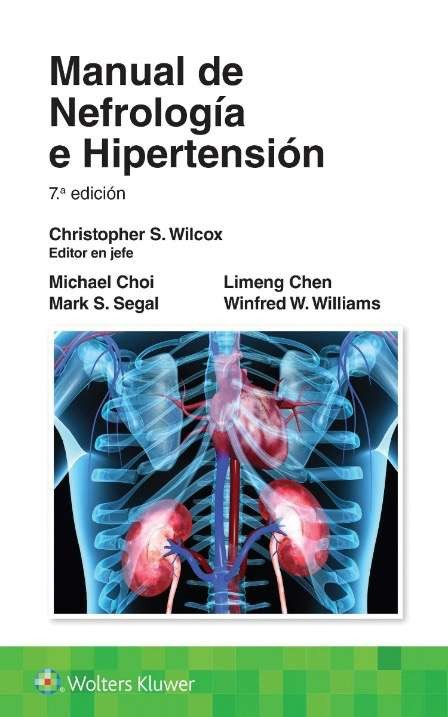 Manual de
Nefrología
e Hipertensión
7.ª edición
Christopher S. Wilcox
Editor en jefe
Michael Choi
Limeng Chen
Mark S. Segal
Winfred W. Williams
Wolters Kluwer